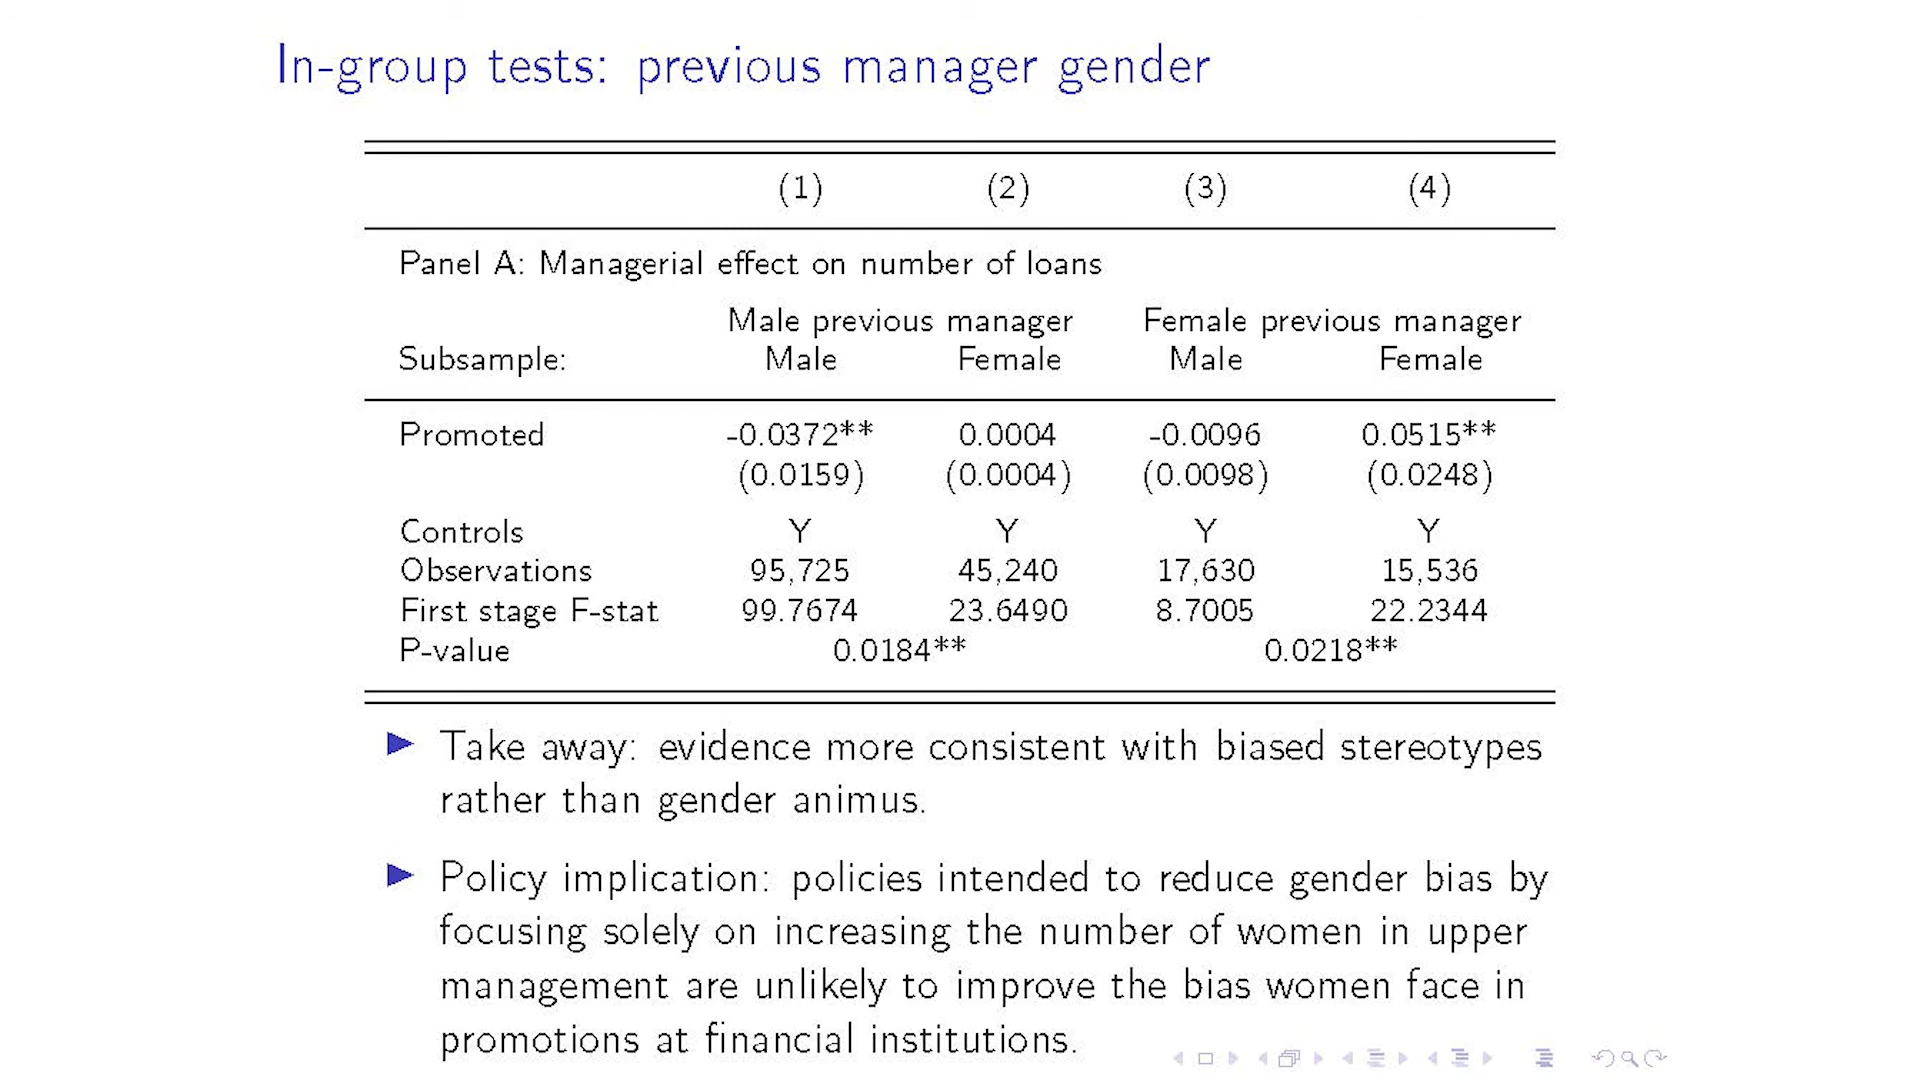 In-group tests: previous manager gender
(1) (2) (3) (4)
Panel A: Managerial effect on number of loans
Male previous manager Female previous manager
Subsample: Male Female Male Female
Promoted -0.0372** 0.0004 -0.0096 0.0515**
(0.0159) (0.0004) (0.0098) (0.0248)
Controls Y Y Y Y
Observations 95,725 45,240 17,630 15,536
First stage F-stat 99.7674 23.6490 8.7005 22.2344
P-value 0.0184** 0.0218**
Take away: evidence more consistent with biased stereotypes
rather than gender animus.
Policy implication: policies intended to reduce gender bias by
focusing solely on increasing the number of women in upper
management are unlikely to improve the bias women face in
promotions at financial institutions.